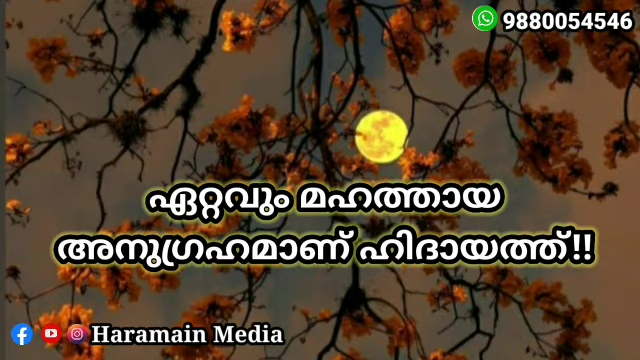 9880054546
ഏറ്റവും മഹത്തായ
അനുഗ്രഹമാണ് ഹിദായത്ത്!!
Haramain Media